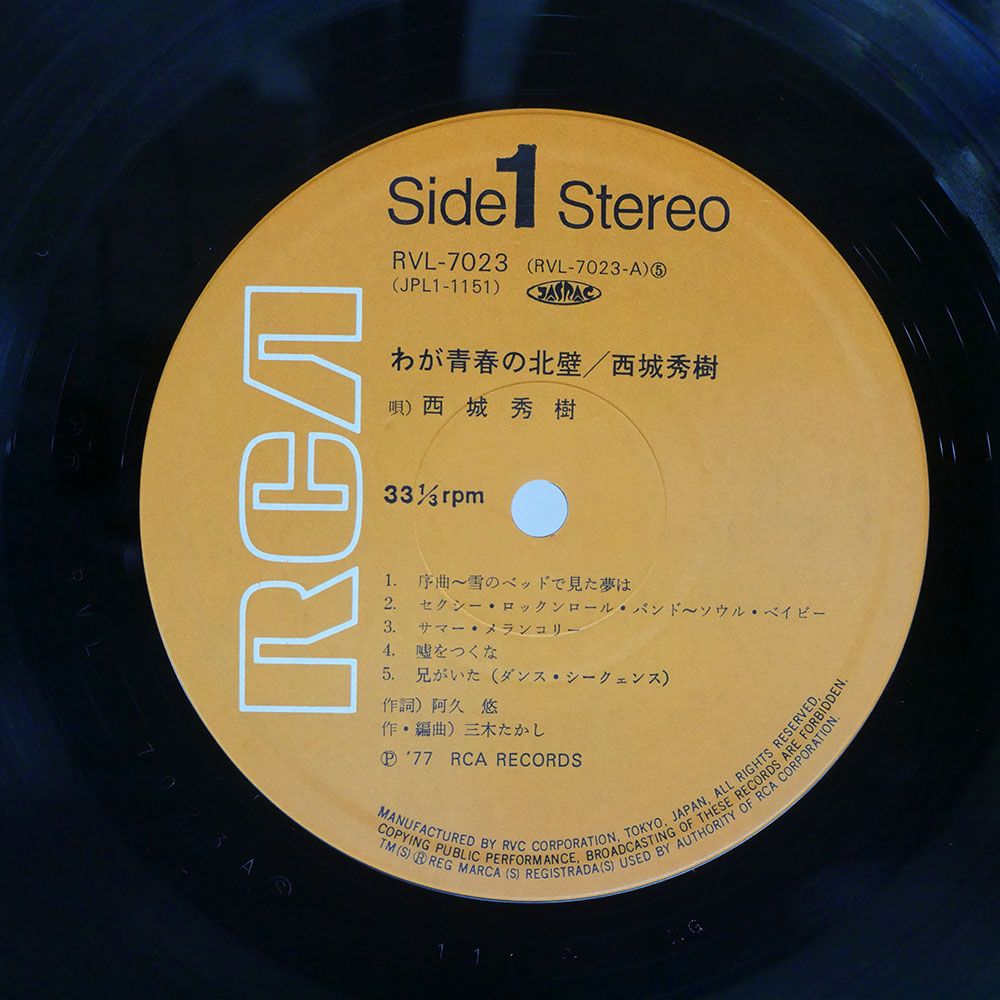 Side 1 Stereo
RVL-7023 (RVL-7023-A)⑤
(JPL1-1151) JASRAC
わが青春の北壁／西城秀樹
唄) 西城秀樹
RCA
33 1/3 rpm
1. 序曲〜雪のベッドで見た夢は
2. セクシー・ロックンロール・バンド〜ソウル・ベイビー
3. サマー・メランコリー
4. 嘘をつくな
5. 兄がいた (ダンス・シークェンス)
作詞) 阿久 悠
作・編曲) 三木たかし
Ⓟ '77 RCA RECORDS
MANUFACTURED BY RVC CORPORATION, TOKYO, JAPAN, ALL RIGHTS RESERVED,
COPYING PUBLIC PERFORMANCE, BROADCASTING OF THESE RECORDS ARE FORBIDDEN.
TM(S) ® REG MARCA (S) REGISTRADA(S) USED BY AUTHORITY OF RCA CORPORATION.
RVL 7023A
11